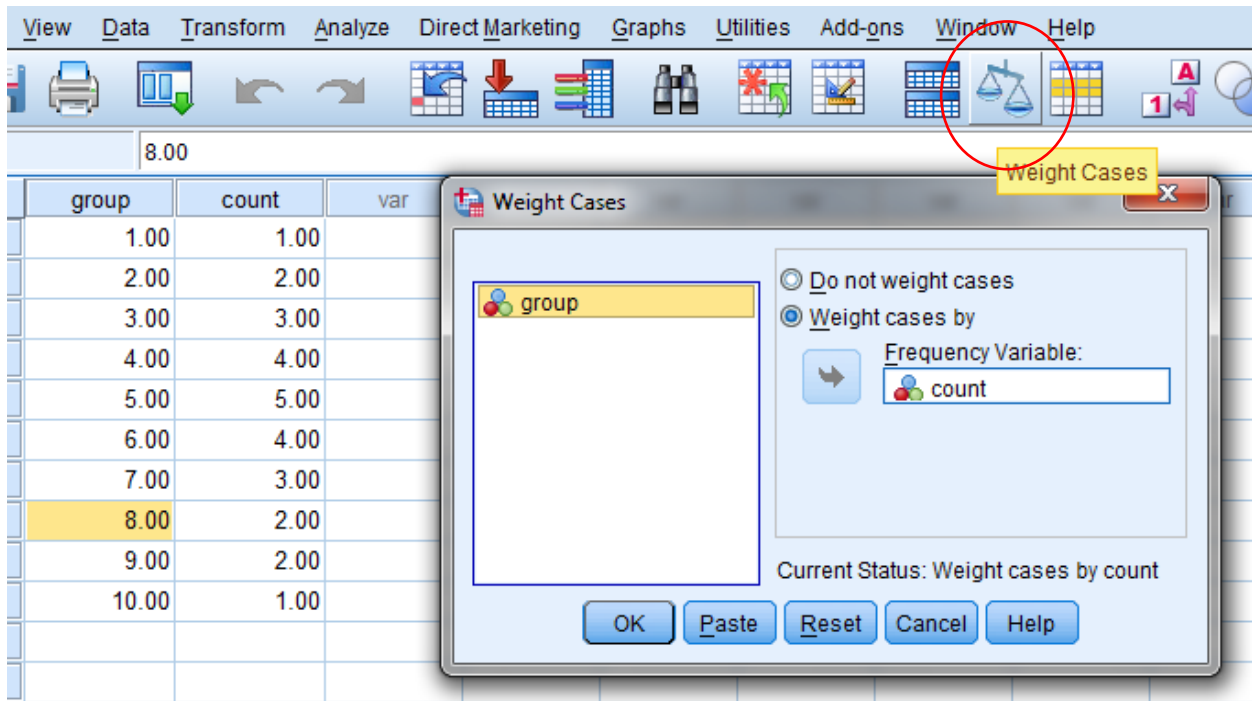 View Data Transform Analyze Direct Marketing Graphs Utilities Add-ons Window Help
A
1
8.00
Weight Cases
group count var
1.00 1.00
2.00 2.00
3.00 3.00
4.00 4.00
5.00 5.00
6.00 4.00
7.00 3.00
8.00 2.00
9.00 2.00
10.00 1.00
Weight Cases
group
Do not weight cases
Weight cases by
Frequency Variable:
count
Current Status: Weight cases by count
OK Paste Reset Cancel Help